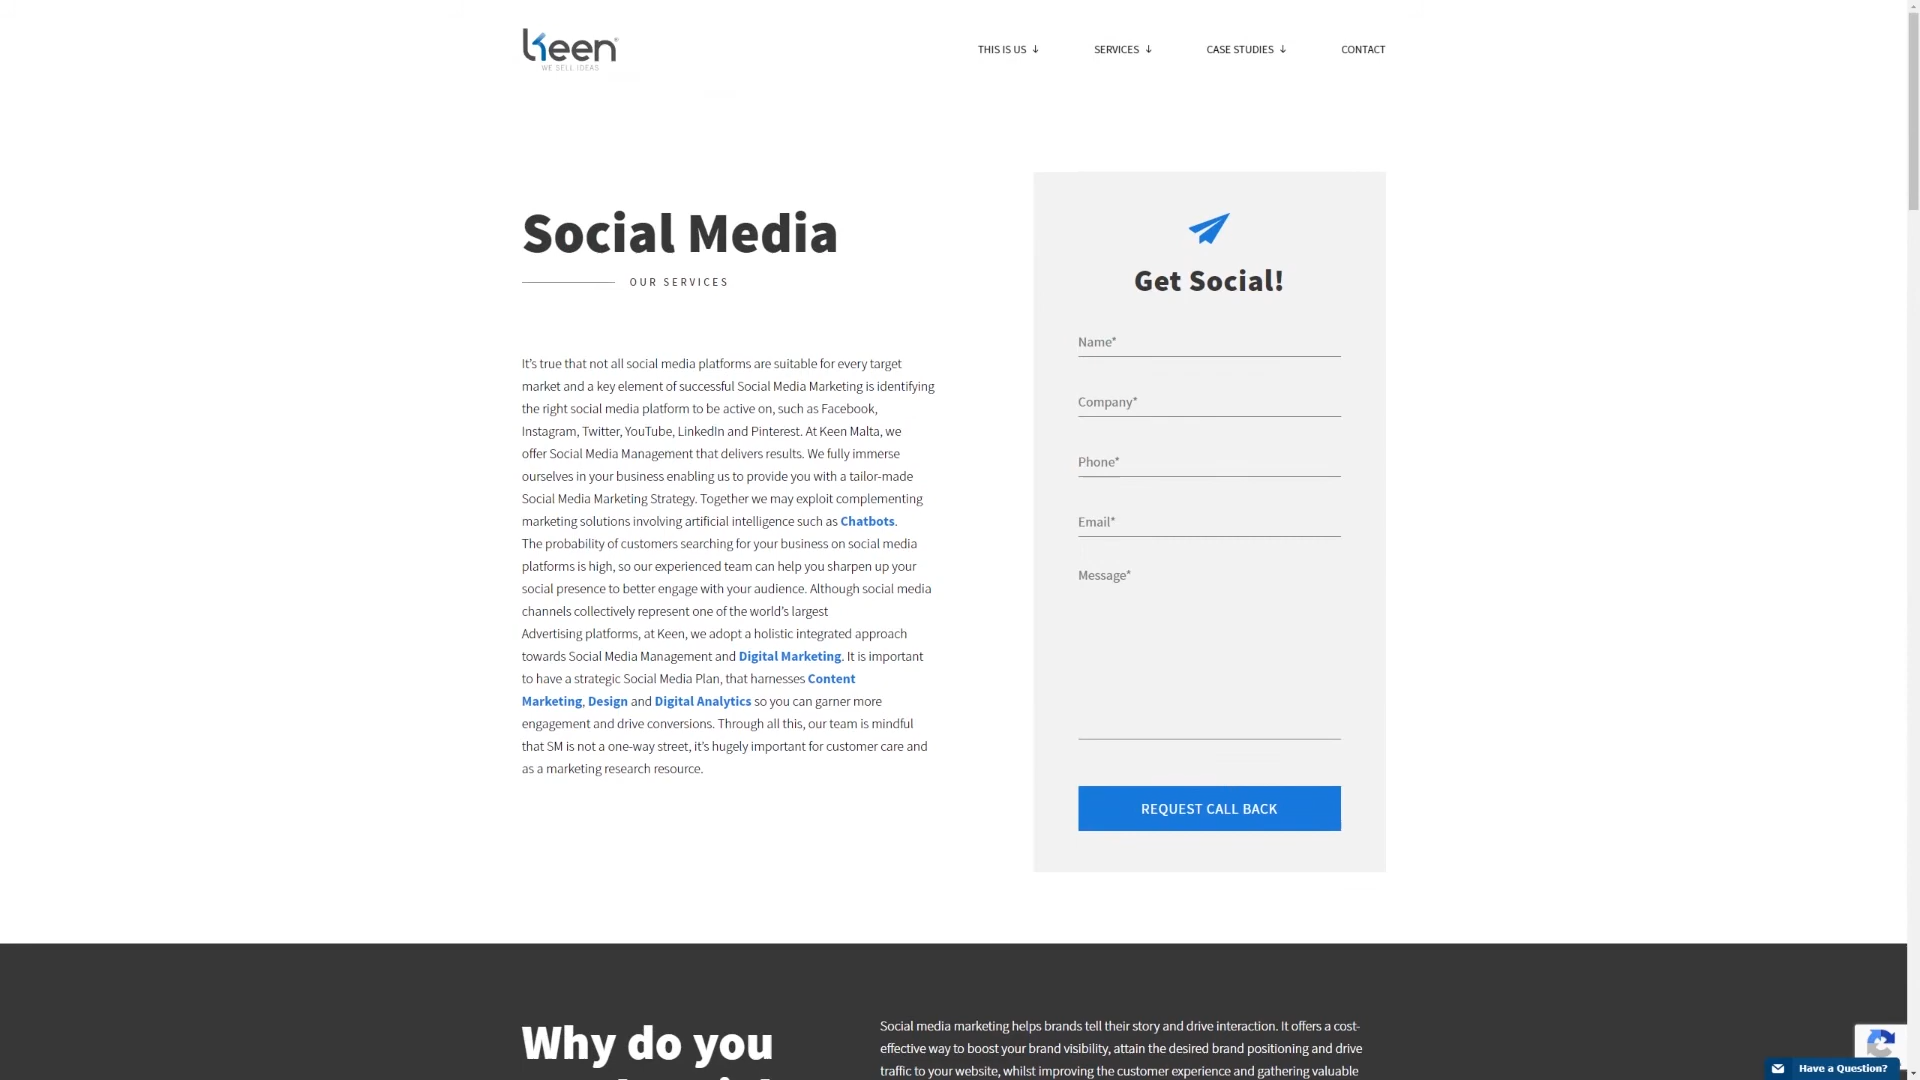 Keen®
WE SELL IDEAS
THIS IS US ↓
SERVICES ↓
CASE STUDIES ↓
CONTACT
Social Media
OUR SERVICES
It's true that not all social media platforms are suitable for every target
market and a key element of successful Social Media Marketing is identifying
the right social media platform to be active on, such as Facebook,
Instagram, Twitter, YouTube, LinkedIn and Pinterest. At Keen Malta, we
offer Social Media Management that delivers results. We fully immerse
ourselves in your business enabling us to provide you with a tailor-made
Social Media Marketing Strategy. Together we may exploit complementing
marketing solutions involving artificial intelligence such as Chatbots.
The probability of customers searching for your business on social media
platforms is high, so our experienced team can help you sharpen up your
social presence to better engage with your audience. Although social media
channels collectively represent one of the world's largest
Advertising platforms, at Keen, we adopt a holistic integrated approach
towards Social Media Management and Digital Marketing. It is important
to have a strategic Social Media Plan, that harnesses Content
Marketing, Design and Digital Analytics so you can garner more
engagement and drive conversions. Through all this, our team is mindful
that SM is not a one-way street, it's hugely important for customer care and
as a marketing research resource.
Get Social!
Name*
Company*
Phone*
Email*
Message*
REQUEST CALL BACK
Why do you
Social media marketing helps brands tell their story and drive interaction. It offers a cost-
effective way to boost your brand visibility, attain the desired brand positioning and drive
traffic to your website, whilst improving the customer experience and gathering valuable
Have a Question?